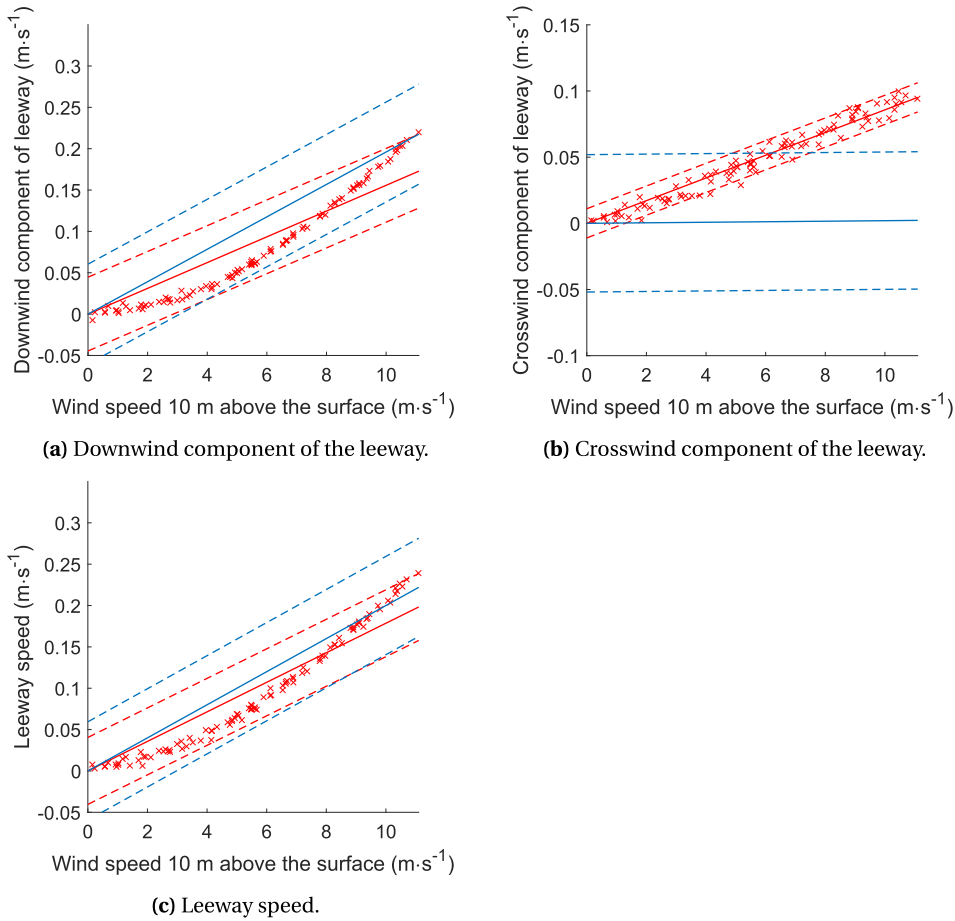 Downwind component of leeway (m·s-1)
0.3
0.25
0.2
0.15
0.1
0.05
0
-0.05
0 2 4 6 8 10
Wind speed 10 m above the surface (m·s-1)
(a) Downwind component of the leeway.
Crosswind component of leeway (m·s-1)
0.15
0.1
0.05
0
-0.05
-0.1
0 2 4 6 8 10
Wind speed 10 m above the surface (m·s-1)
(b) Crosswind component of the leeway.
Leeway speed (m·s-1)
0.3
0.25
0.2
0.15
0.1
0.05
0
-0.05
0 2 4 6 8 10
Wind speed 10 m above the surface (m·s-1)
(c) Leeway speed.